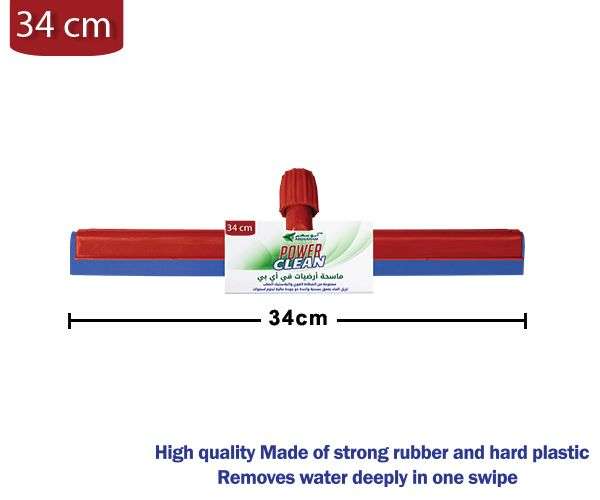 34 cm
34 cm
POWER
CLEAN
ماسحة أرضيات في آي بي
34cm
High quality Made of strong rubber and hard plastic
Removes water deeply in one swipe